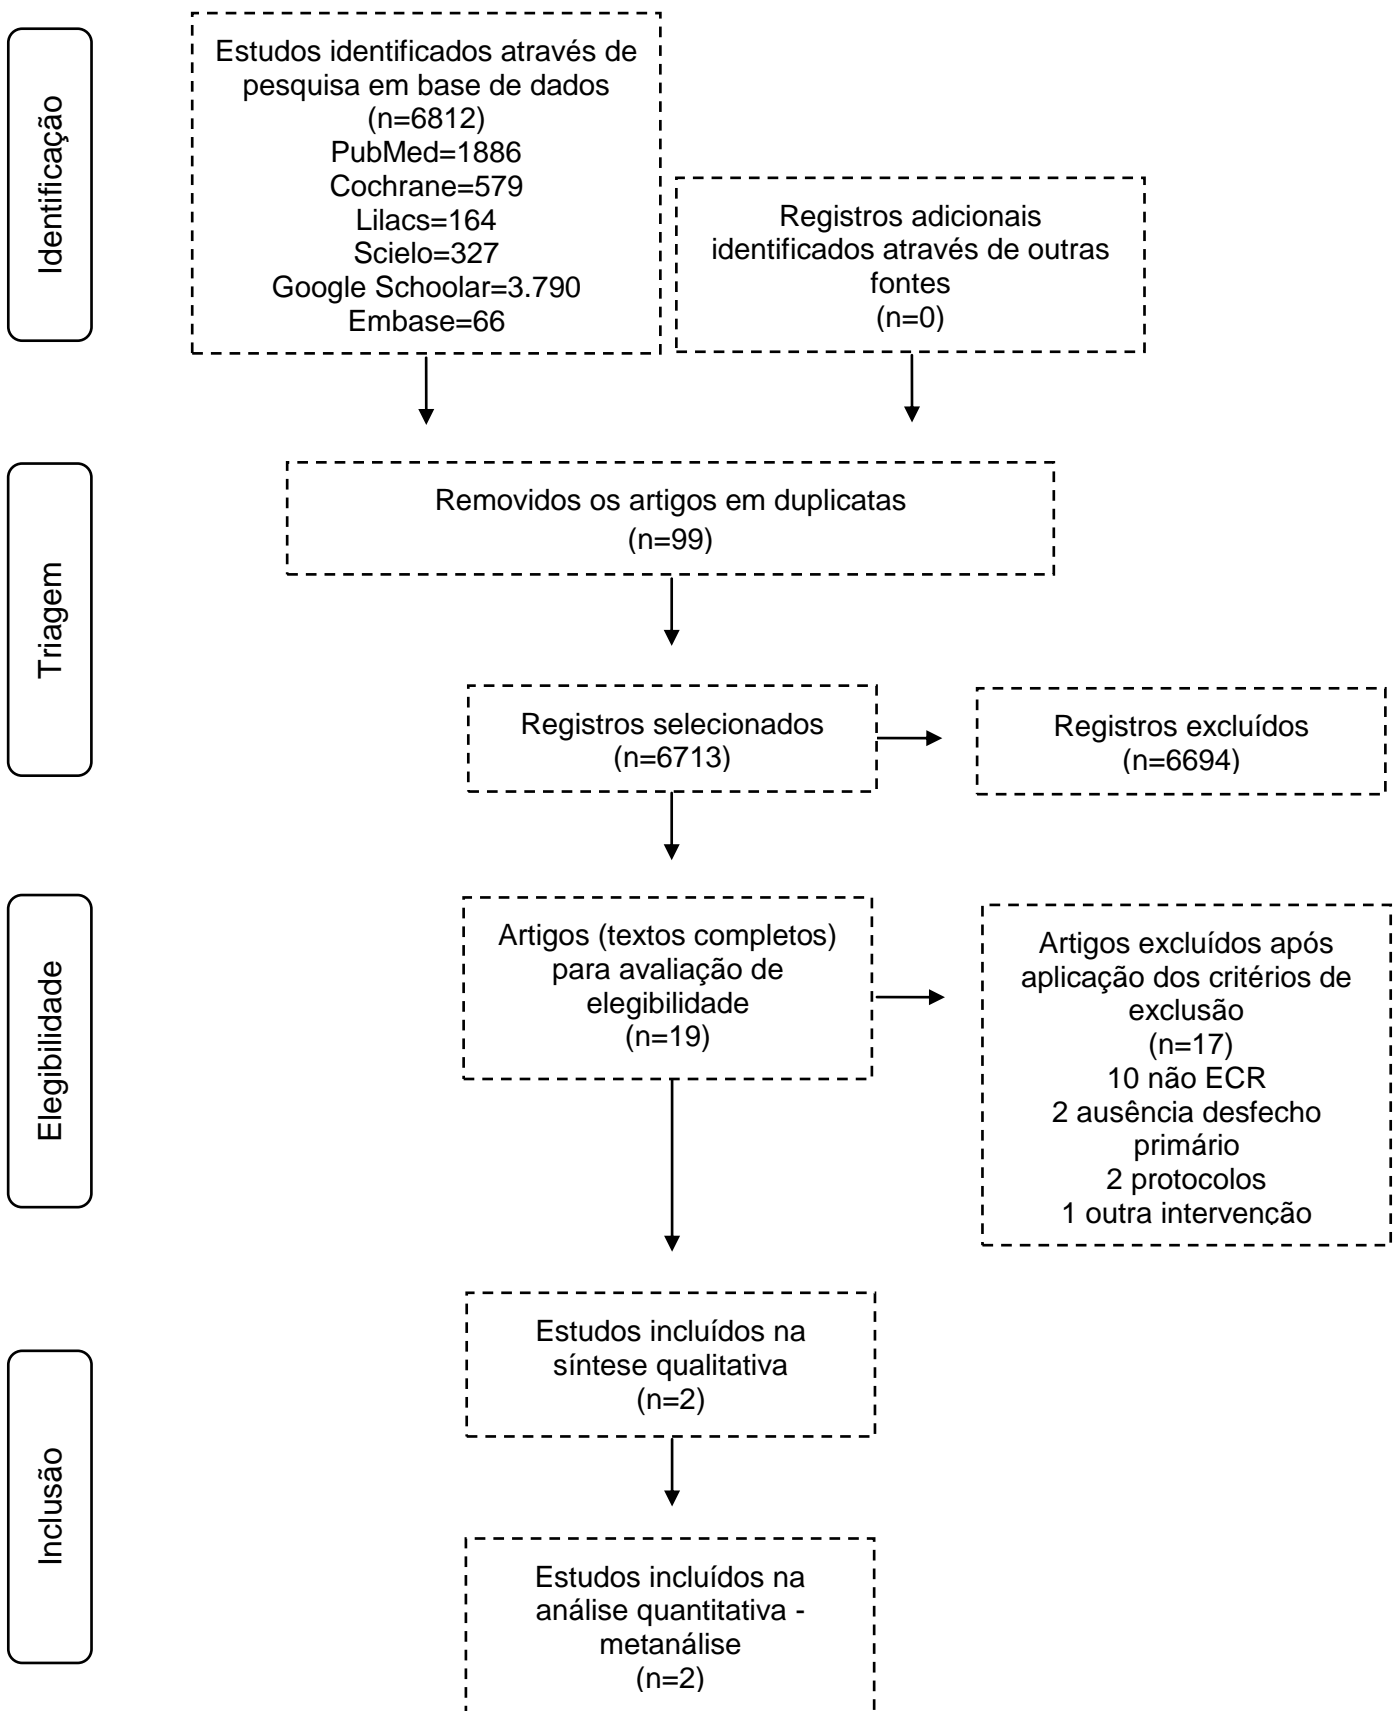 Identificação
Estudos identificados através de
pesquisa em base de dados
(n=6812)
PubMed=1886
Cochrane=579
Lilacs=164
Scielo=327
Google Schoolar=3.790
Embase=66
Registros adicionais
identificados através de outras
fontes
(n=0)
Triagem
Removidos os artigos em duplicatas
(n=99)
Registros selecionados
(n=6713)
Registros excluídos
(n=6694)
Elegibilidade
Artigos (textos completos)
para avaliação de
elegibilidade
(n=19)
Artigos excluídos após
aplicação dos critérios de
exclusão
(n=17)
10 não ECR
2 ausência desfecho
primário
2 protocolos
1 outra intervenção
Inclusão
Estudos incluídos na
síntese qualitativa
(n=2)
Estudos incluídos na
análise quantitativa -
metanálise
(n=2)